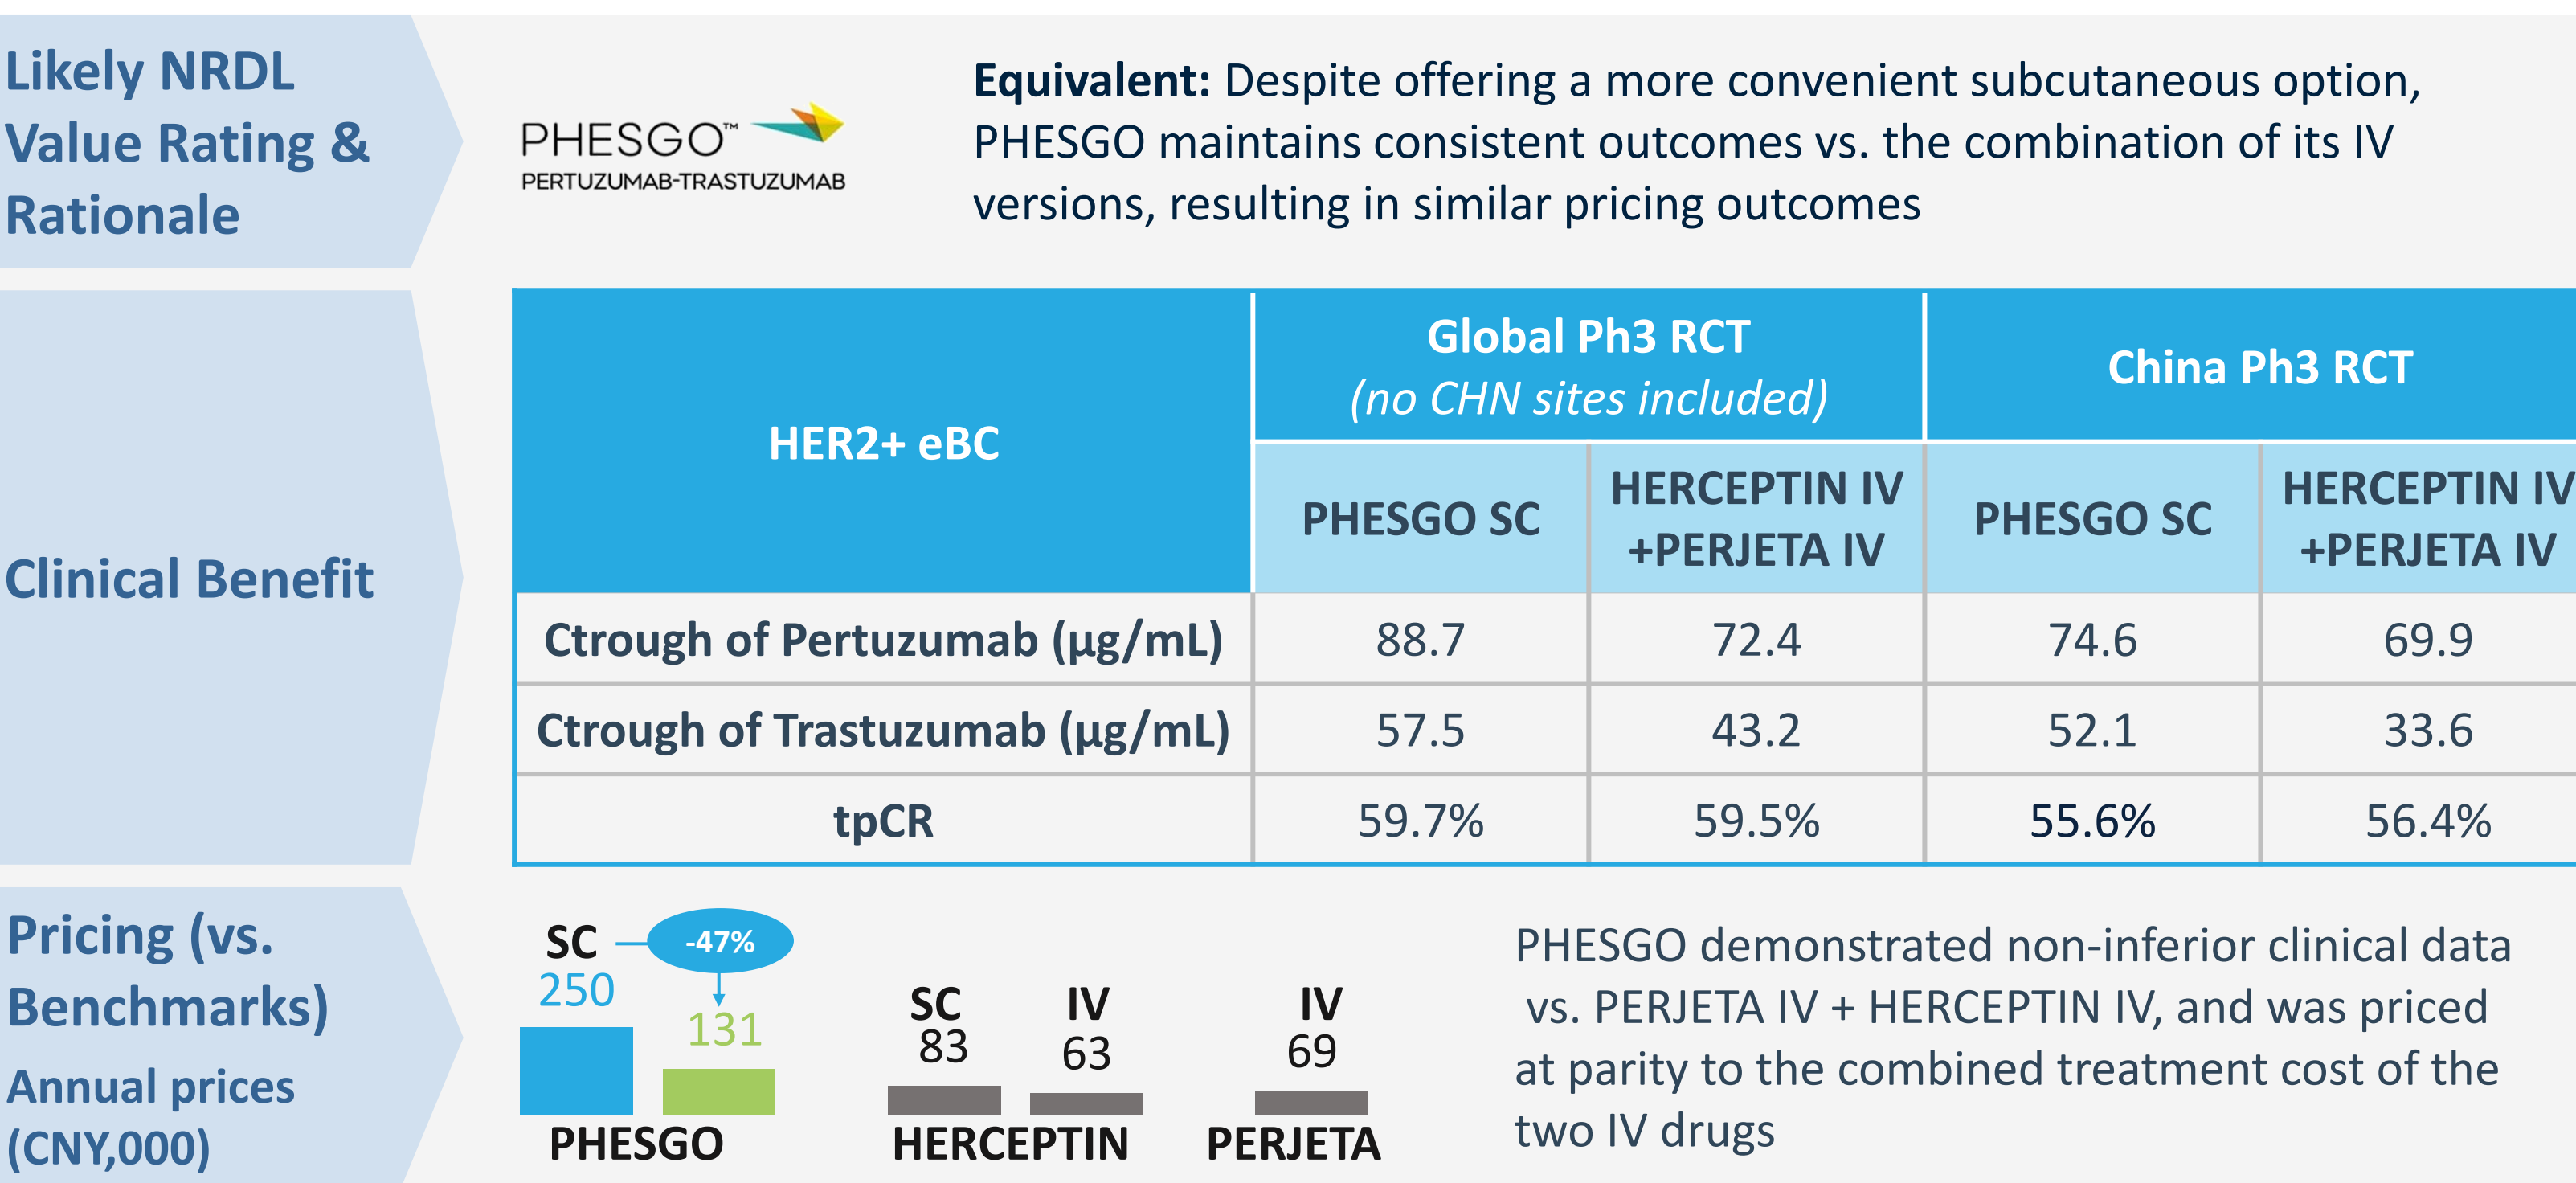 Likely NRDL
Value Rating &
Rationale
PHESGO™
PERTUZUMAB-TRASTUZUMAB
Equivalent: Despite offering a more convenient subcutaneous option,
PHESGO maintains consistent outcomes vs. the combination of its IV
versions, resulting in similar pricing outcomes
Clinical Benefit
HER2+ eBC
Global Ph3 RCT
(no CHN sites included)
China Ph3 RCT
PHESGO SC
HERCEPTIN IV
+PERJETA IV
PHESGO SC
HERCEPTIN IV
+PERJETA IV
Ctrough of Pertuzumab (µg/mL) 88.7 72.4 74.6 69.9
Ctrough of Trastuzumab (µg/mL) 57.5 43.2 52.1 33.6
tpCR 59.7% 59.5% 55.6% 56.4%
Pricing (vs.
Benchmarks)
Annual prices
(CNY,000)
SC -47%
250
131
PHESGO
SC IV
83 63
HERCEPTIN
IV
69
PERJETA
PHESGO demonstrated non-inferior clinical data
vs. PERJETA IV + HERCEPTIN IV, and was priced
at parity to the combined treatment cost of the
two IV drugs